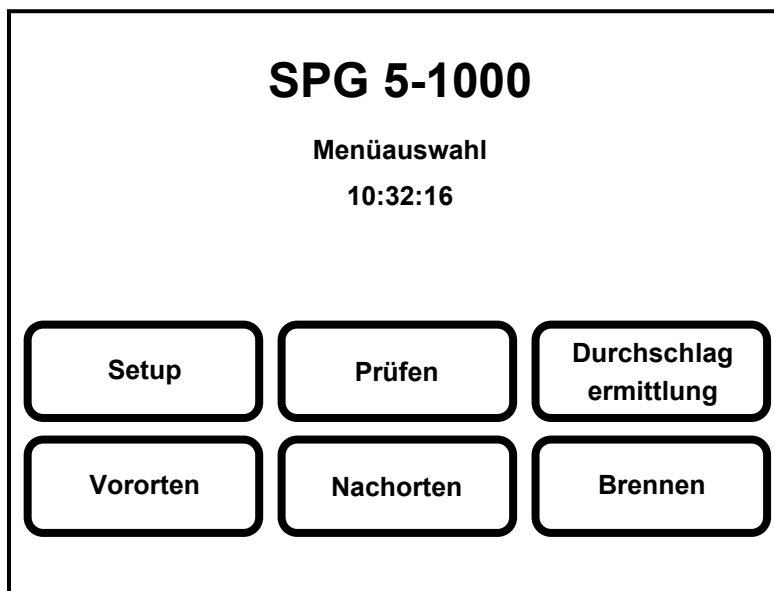 SPG 5-1000
Menüauswahl
10:32:16
Setup
Prüfen
Durchschlag
ermittlung
Vororten
Nachorten
Brennen